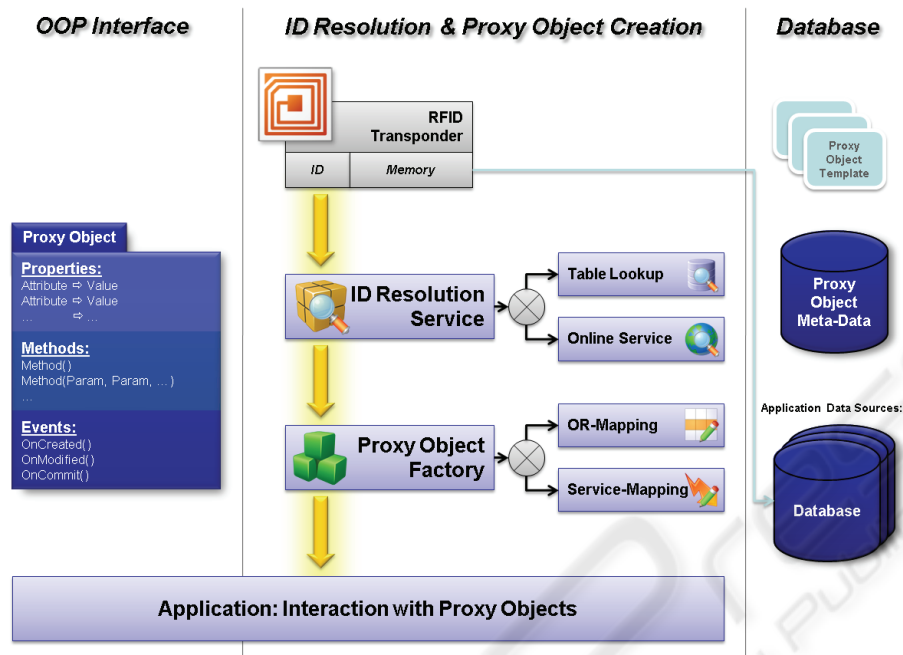 OOP Interface
ID Resolution & Proxy Object Creation
Database
RFID
Transponder
ID
Memory
Proxy Object
Properties:
Attribute ⇨ Value
Attribute ⇨ Value
... ⇨ ...
Methods:
Method()
Method(Param, Param, ... )
...
Events:
OnCreated()
OnModified()
OnCommit()
ID Resolution
Service
Table Lookup
Online Service
Proxy Object
Factory
OR-Mapping
Service-Mapping
Application: Interaction with Proxy Objects
Proxy
Object
Template
Proxy
Object
Meta-Data
Application Data Sources:
Database